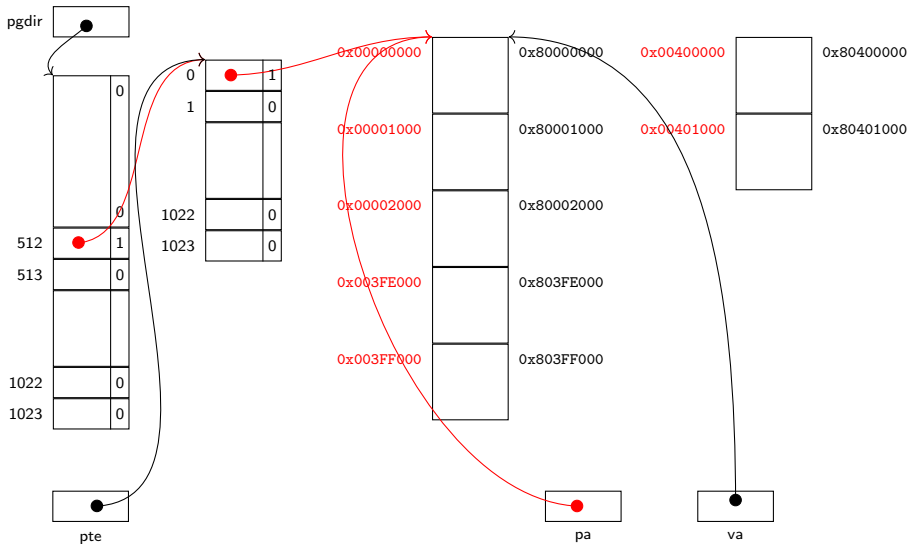 pgdir
0
0
512 1
513 0
1022 0
1023 0
0 1
1 0
1022 0
1023 0
0x00000000 0x80000000
0x00001000 0x80001000
0x00002000 0x80002000
0x003FE000 0x803FE000
0x003FF000 0x803FF000
0x00400000 0x80400000
0x00401000 0x80401000
pte
pa
va